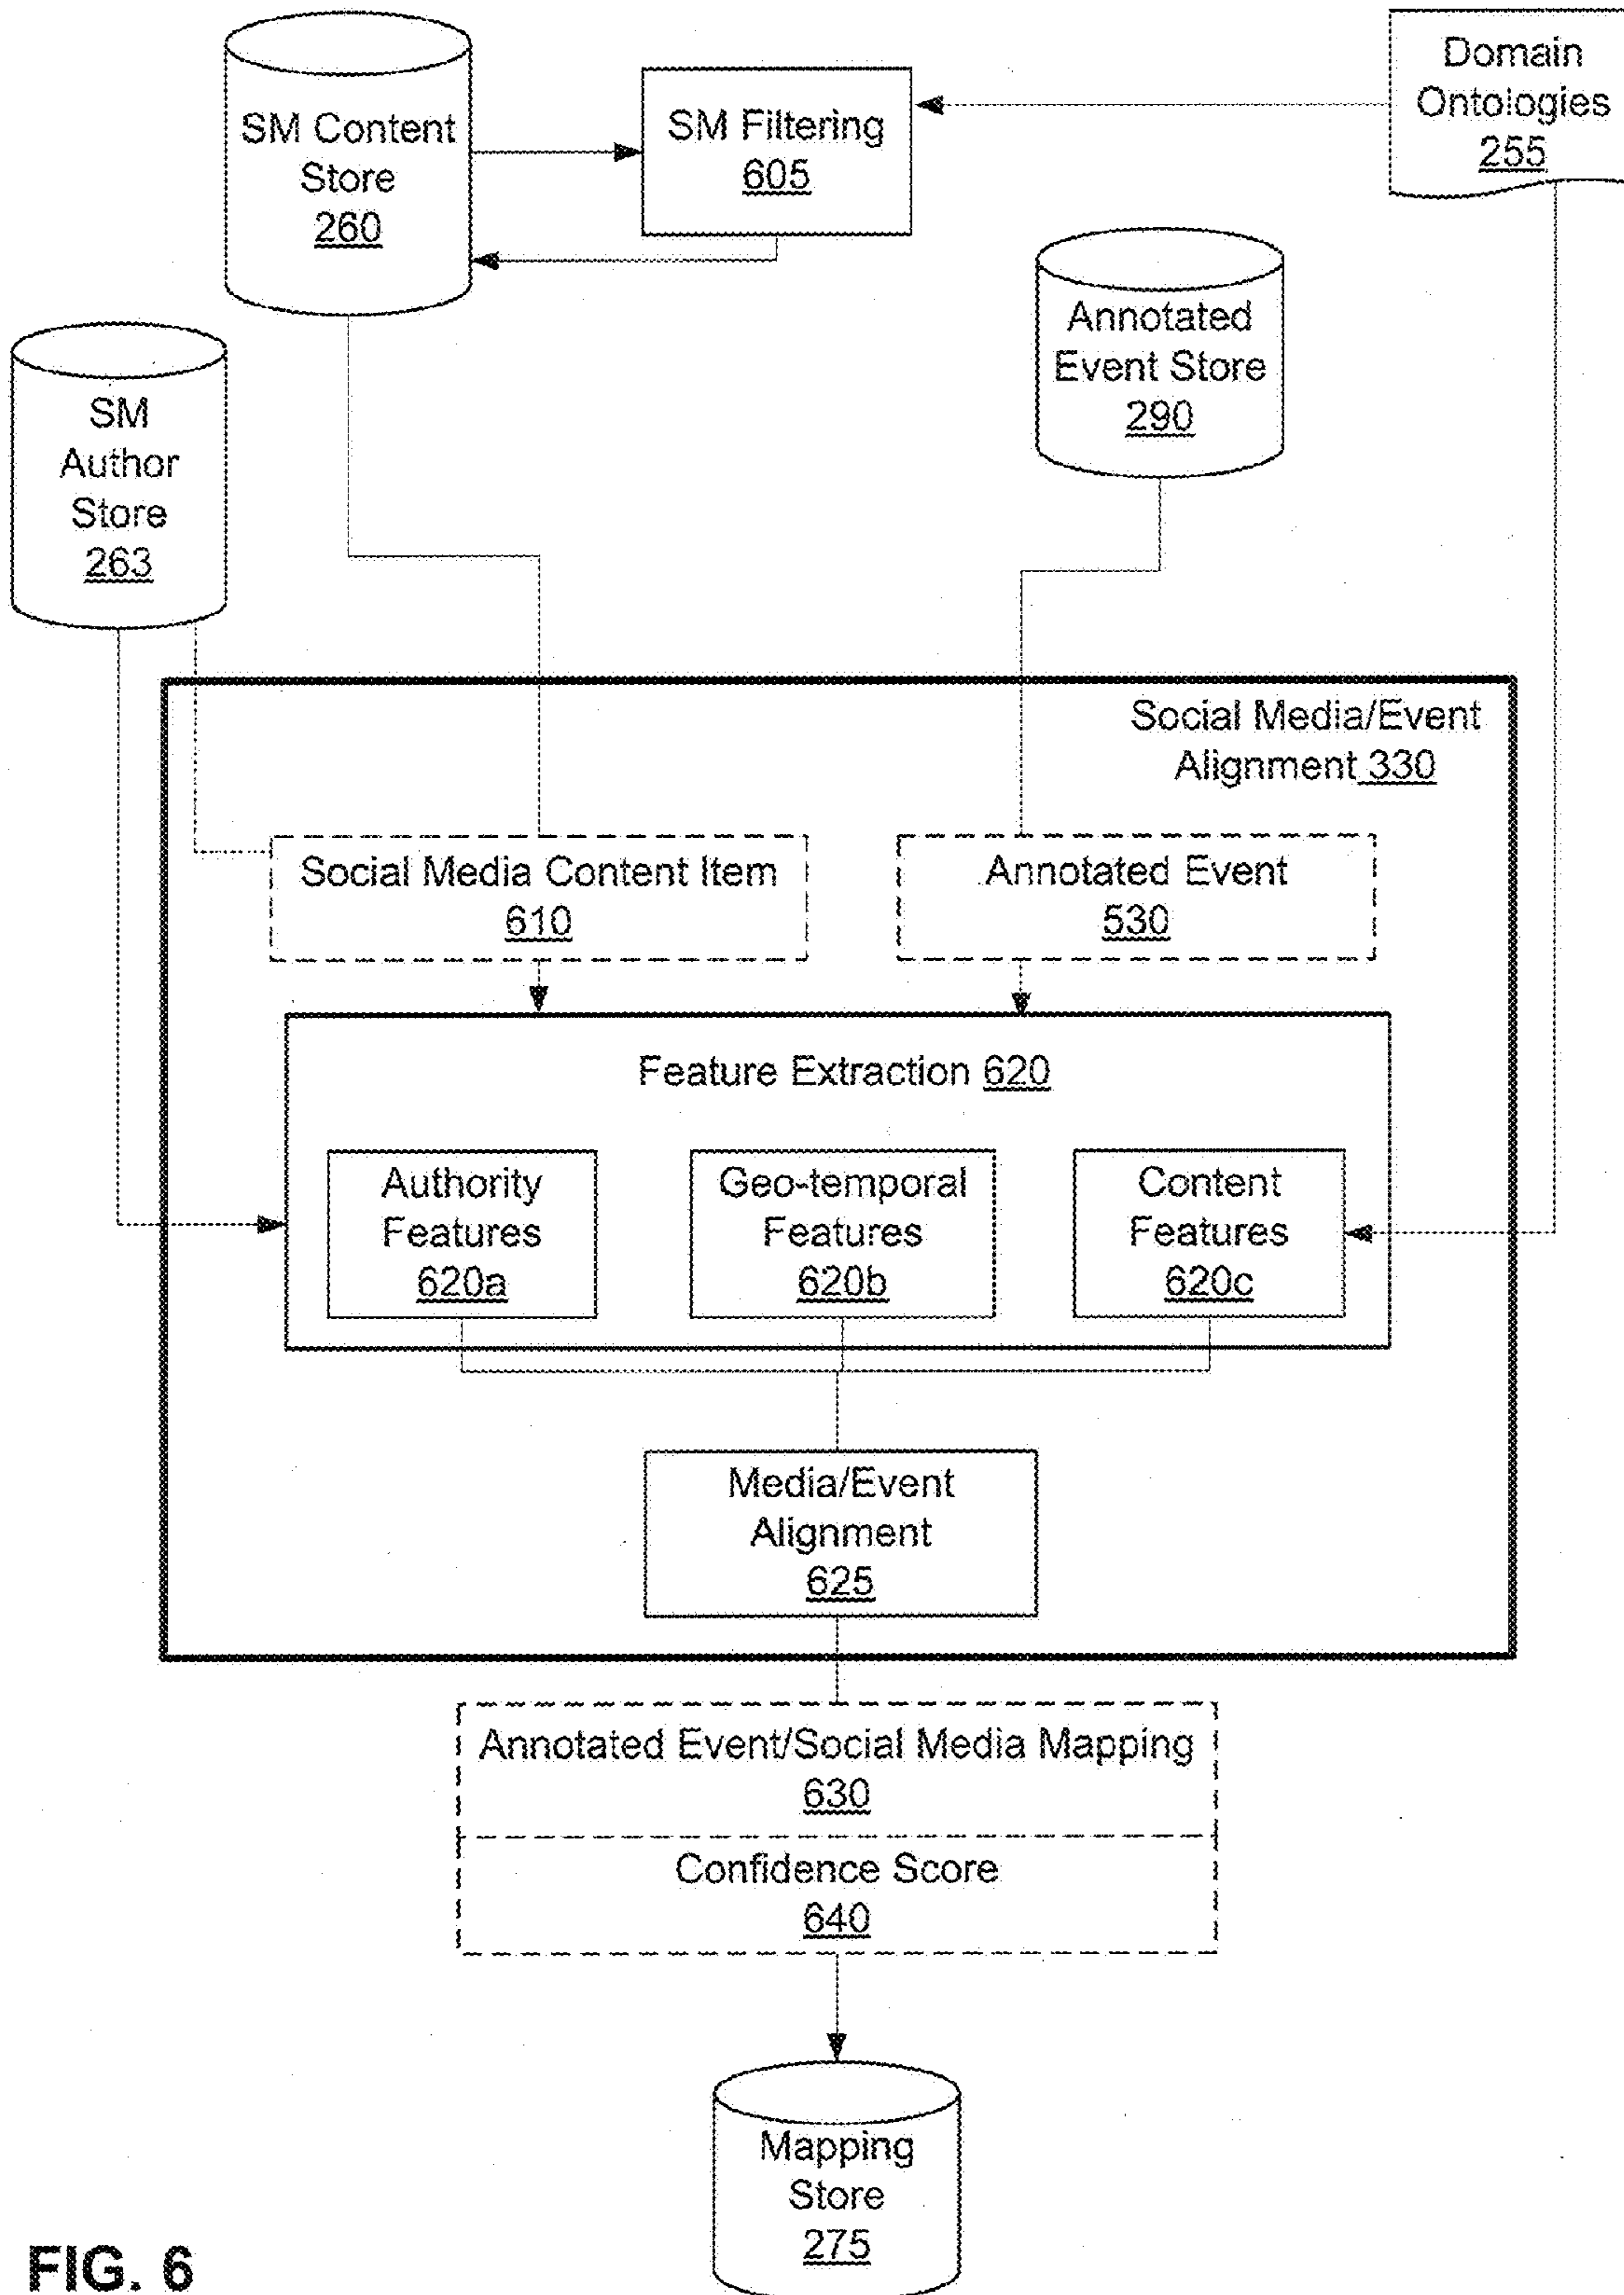 SM Content
Store
260
SM Filtering
605
Domain
Ontologies
255
SM
Author
Store
263
Annotated
Event Store
290
Social Media/Event
Alignment 330
Social Media Content Item
610
Annotated Event
530
Feature Extraction 620
Authority
Features
620a
Geo-temporal
Features
620b
Content
Features
620c
Media/Event
Alignment
625
Annotated Event/Social Media Mapping
630
Confidence Score
640
Mapping
Store
275
FIG. 6